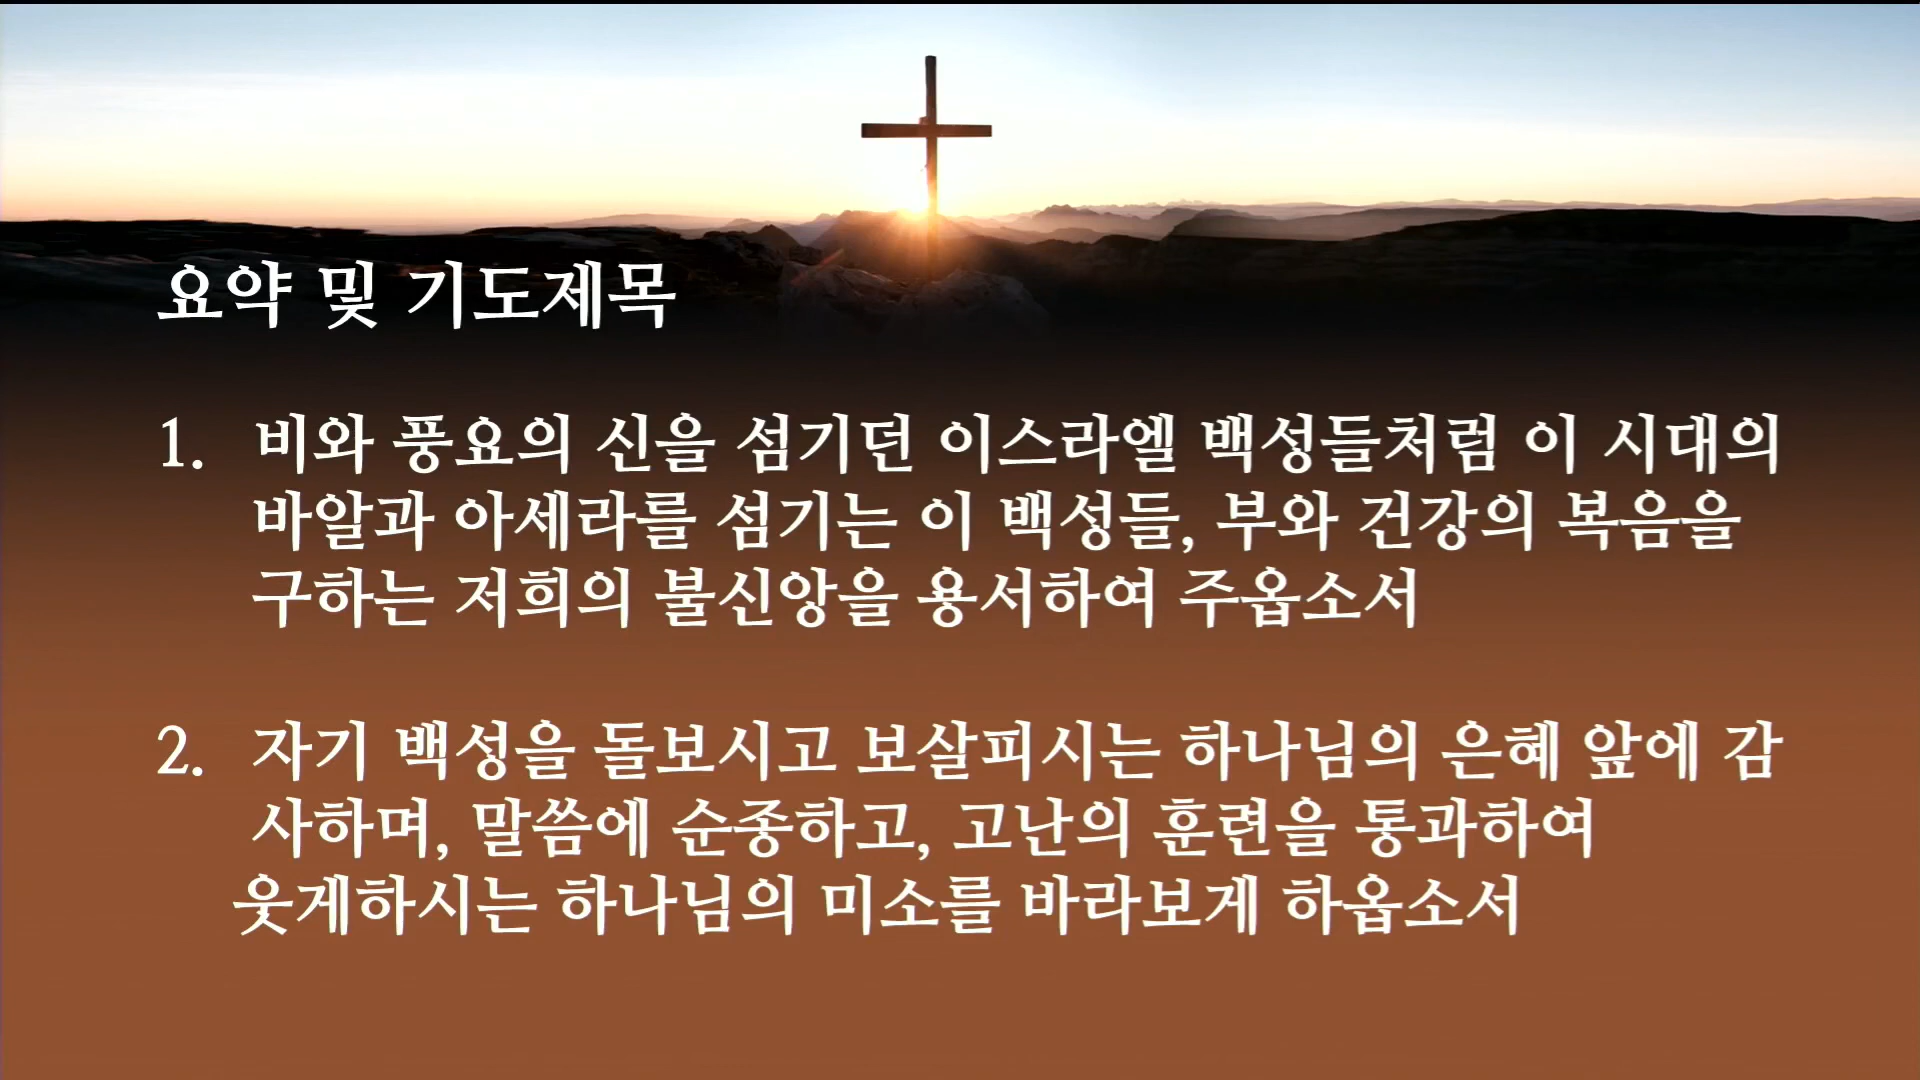 요약 및 기도제목
1. 비와 풍요의 신을 섬기던 이스라엘 백성들처럼 이 시대의
바알과 아세라를 섬기는 이 백성들, 부와 건강의 복음을
구하는 저희의 불신앙을 용서하여 주옵소서
2. 자기 백성을 돌보시고 보살피시는 하나님의 은혜 앞에 감
사하며, 말씀에 순종하고, 고난의 훈련을 통과하여
웃게하시는 하나님의 미소를 바라보게 하옵소서